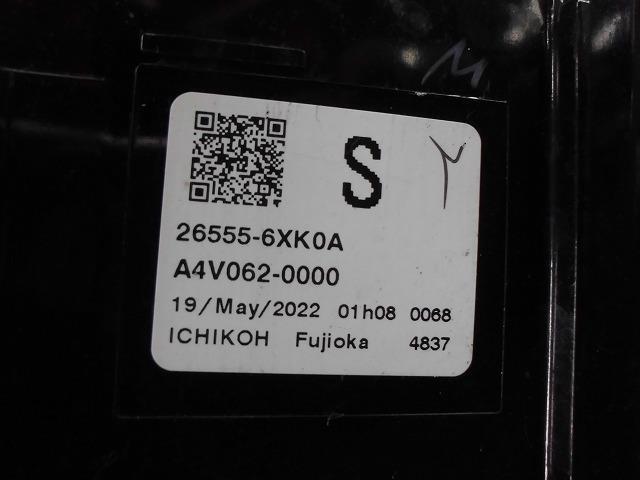 M
S
26555-6XK0A
A4V062-0000
19/May/2022 01h08 0068
ICHIKOH Fujioka 4837